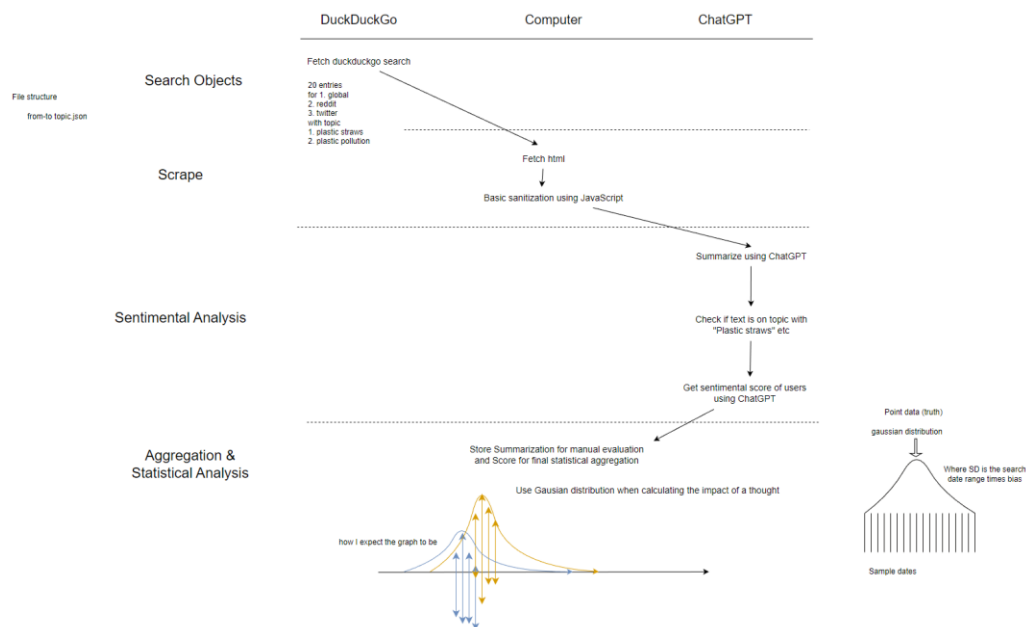 DuckDuckGo
Computer
ChatGPT
Search Objects
Fetch duckduckgo search
20 entries
for 1. global
2. reddit
3. twitter
with topic
1. plastic straws
2. plastic pollution
File structure
from-to topic.json
Scrape
Fetch html
Basic sanitization using JavaScript
Sentimental Analysis
Summarize using ChatGPT
Check if text is on topic with
"Plastic straws" etc
Get sentimental score of users
using ChatGPT
Aggregation &
Statistical Analysis
Store Summarization for manual evaluation
and Score for final statistical aggregation
Use Gausian distribution when calculating the impact of a thought
how I expect the graph to be
Point data (truth)
gaussian distribution
Where SD is the search
date range times bias
Sample dates